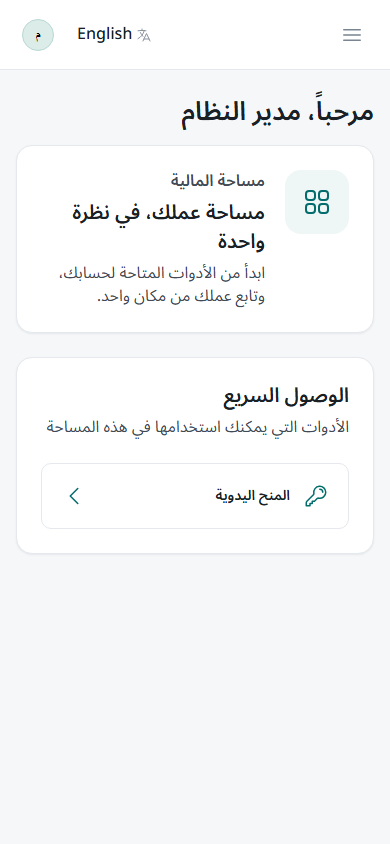 م
English
مرحباً، مدير النظام
مساحة المالية
مساحة عملك، في نظرة
واحدة
ابدأ من الأدوات المتاحة لحسابك،
وتابع عملك من مكان واحد.
الوصول السريع
الأدوات التي يمكنك استخدامها في هذه المساحة
المنح اليدوية